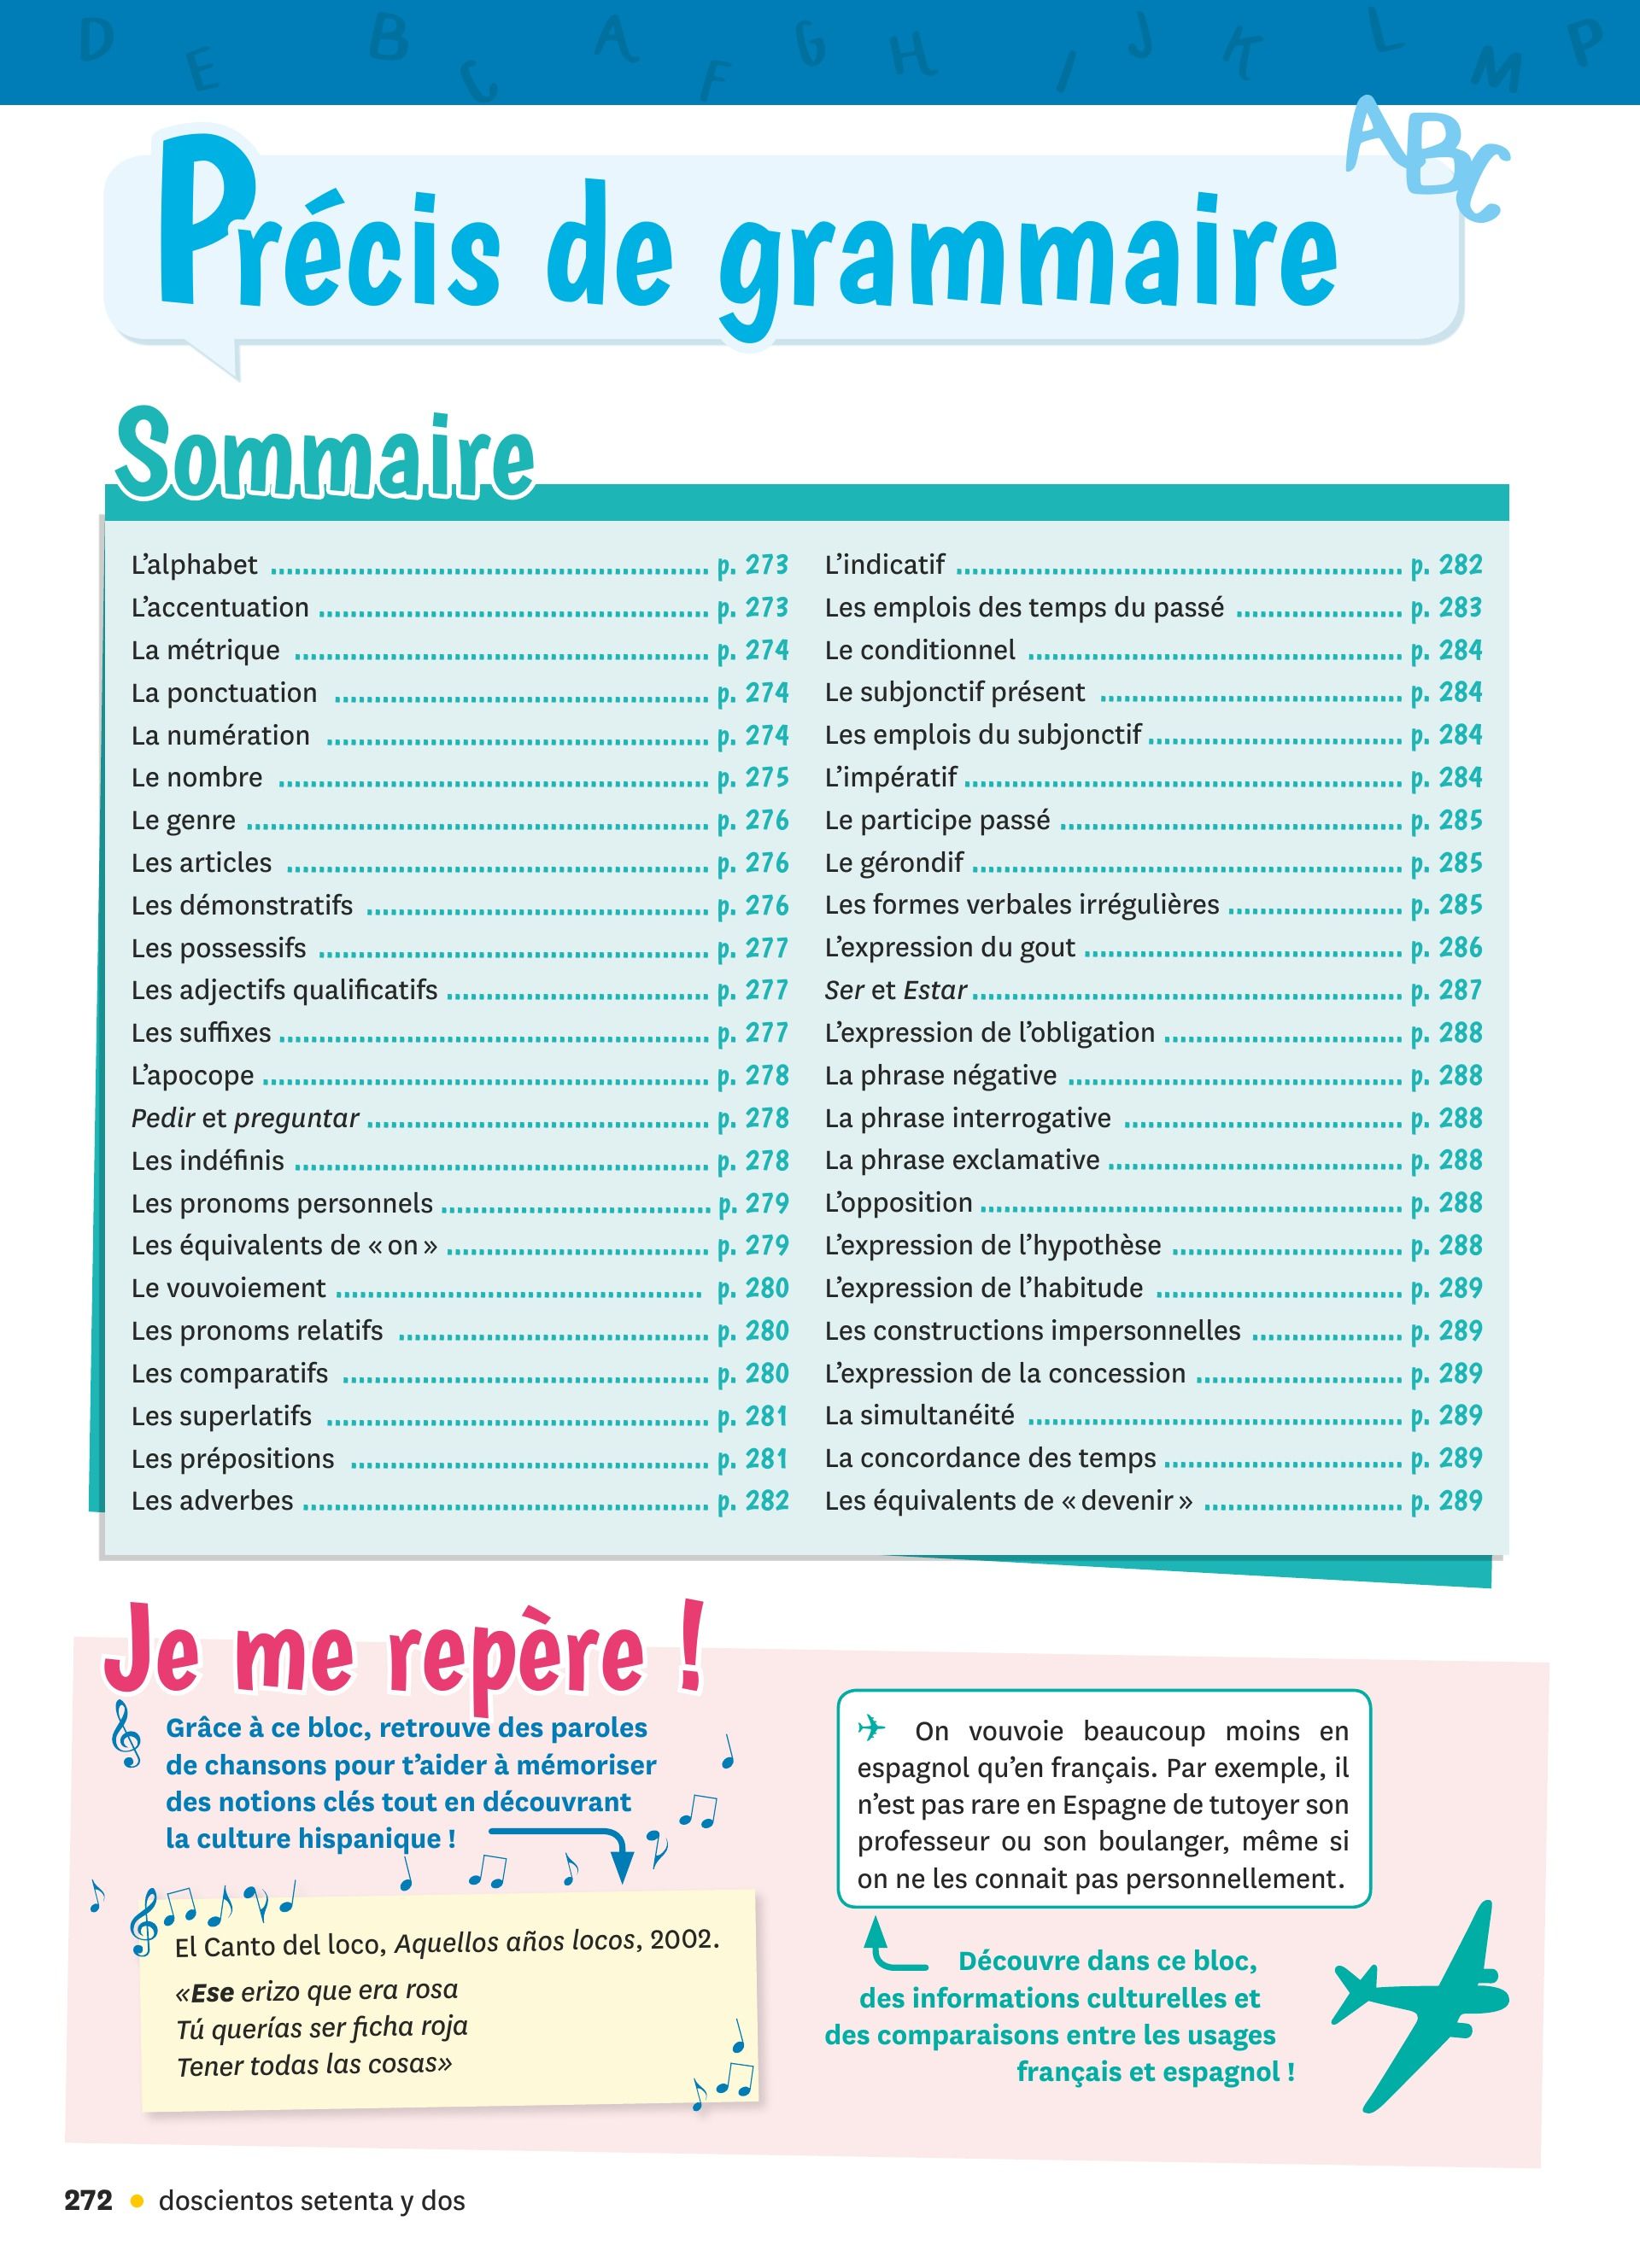 D E B C A F G H I J K L M P
ABC
Précis de grammaire
Sommaire
L'alphabet p. 273
L'accentuation p. 273
La métrique p. 274
La ponctuation p. 274
La numération p. 274
Le nombre p. 275
Le genre p. 276
Les articles p. 276
Les démonstratifs p. 276
Les possessifs p. 277
Les adjectifs qualificatifs p. 277
Les suffixes p. 277
L'apocope p. 278
Pedir et preguntar p. 278
Les indéfinis p. 278
Les pronoms personnels p. 279
Les équivalents de « on » p. 279
Le vouvoiement p. 280
Les pronoms relatifs p. 280
Les comparatifs p. 280
Les superlatifs p. 281
Les prépositions p. 281
Les adverbes p. 282
L'indicatif p. 282
Les emplois des temps du passé p. 283
Le conditionnel p. 284
Le subjonctif présent p. 284
Les emplois du subjonctif p. 284
L'impératif p. 284
Le participe passé p. 285
Le gérondif p. 285
Les formes verbales irrégulières p. 285
L'expression du gout p. 286
Ser et Estar p. 287
L'expression de l'obligation p. 288
La phrase négative p. 288
La phrase interrogative p. 288
La phrase exclamative p. 288
L'opposition p. 288
L'expression de l'hypothèse p. 288
L'expression de l'habitude p. 289
Les constructions impersonnelles p. 289
L'expression de la concession p. 289
La simultanéité p. 289
La concordance des temps p. 289
Les équivalents de « devenir » p. 289
Je me repère !
Grâce à ce bloc, retrouve des paroles
de chansons pour t'aider à mémoriser
des notions clés tout en découvrant
la culture hispanique !
El Canto del loco, Aquellos años locos, 2002.
«Ese erizo que era rosa
Tú querías ser ficha roja
Tener todas las cosas»
On vouvoie beaucoup moins en
espagnol qu'en français. Par exemple, il
n'est pas rare en Espagne de tutoyer son
professeur ou son boulanger, même si
on ne les connait pas personnellement.
Découvre dans ce bloc,
des informations culturelles et
des comparaisons entre les usages
français et espagnol !
272 • doscientos setenta y dos